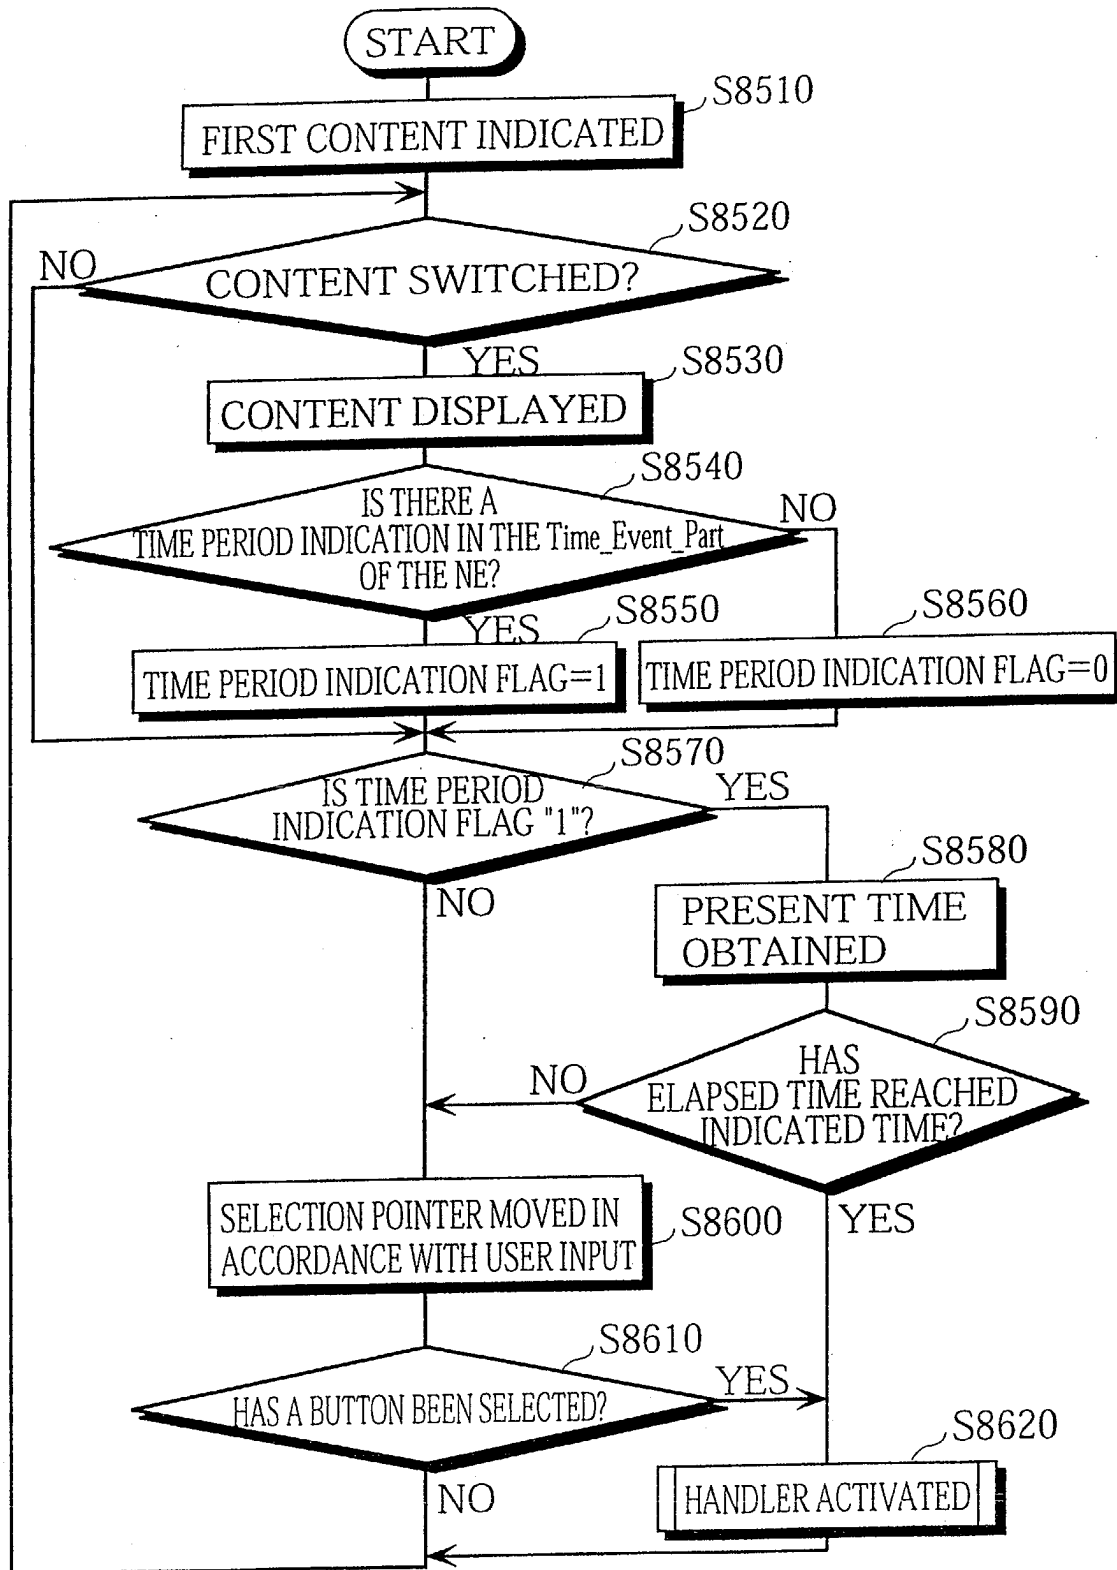 START
S8510
FIRST CONTENT INDICATED
S8520
NO
CONTENT SWITCHED?
YES
S8530
CONTENT DISPLAYED
S8540
IS THERE A
TIME PERIOD INDICATION IN THE Time_Event_Part
OF THE NE?
NO
YES
S8550
S8560
TIME PERIOD INDICATION FLAG=1
TIME PERIOD INDICATION FLAG=0
S8570
IS TIME PERIOD
INDICATION FLAG "1"?
YES
NO
S8580
PRESENT TIME
OBTAINED
S8590
HAS
ELAPSED TIME REACHED
INDICATED TIME?
NO
YES
SELECTION POINTER MOVED IN
ACCORDANCE WITH USER INPUT
S8600
S8610
HAS A BUTTON BEEN SELECTED?
YES
NO
S8620
HANDLER ACTIVATED